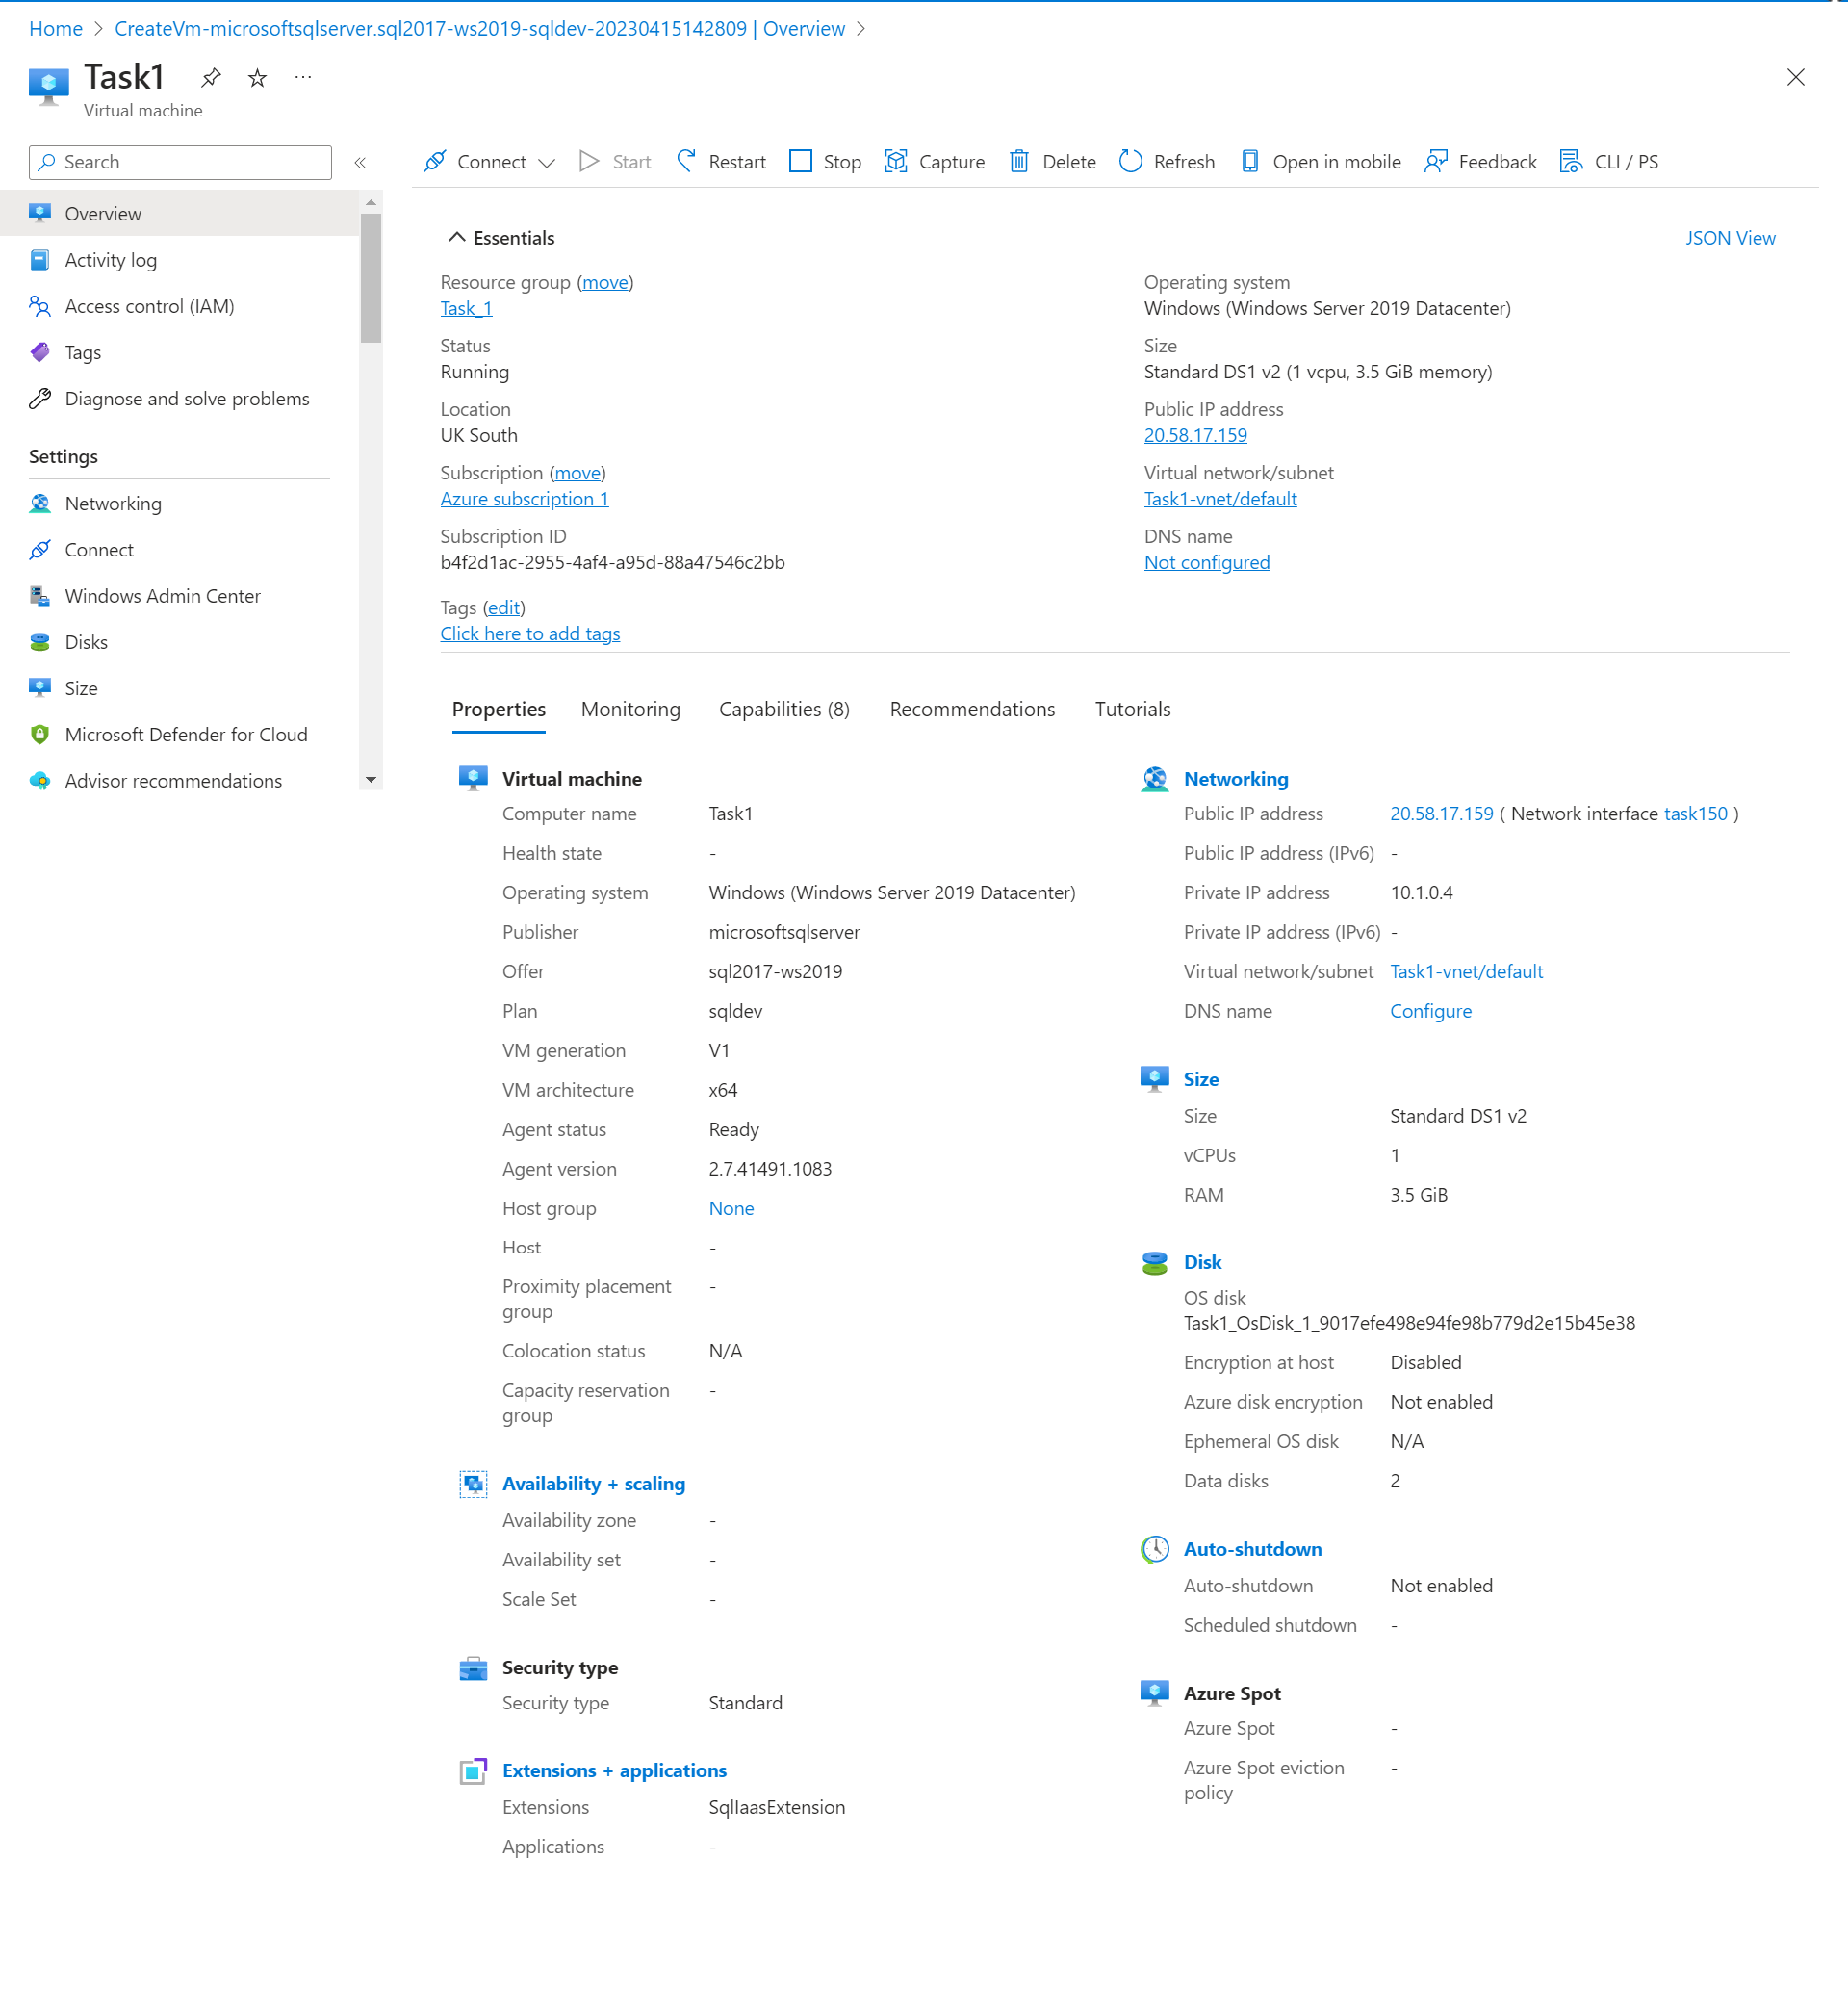 Home > CreateVm-microsoftsqlserver.sql2017-ws2019-sqldev-20230415142809 | Overview >
Task1
Virtual machine
Search
Overview
Activity log
Access control (IAM)
Tags
Diagnose and solve problems
Settings
Networking
Connect
Windows Admin Center
Disks
Size
Microsoft Defender for Cloud
Advisor recommendations
Connect Start Restart Stop Capture Delete Refresh Open in mobile Feedback CLI / PS
Essentials
JSON View
Resource group (move)
Task_1
Status
Running
Location
UK South
Subscription (move)
Azure subscription 1
Subscription ID
b4f2d1ac-2955-4af4-a95d-88a47546c2bb
Tags (edit)
Click here to add tags
Operating system
Windows (Windows Server 2019 Datacenter)
Size
Standard DS1 v2 (1 vcpu, 3.5 GiB memory)
Public IP address
20.58.17.159
Virtual network/subnet
Task1-vnet/default
DNS name
Not configured
Properties Monitoring Capabilities (8) Recommendations Tutorials
Virtual machine
Computer name Task1
Health state -
Operating system Windows (Windows Server 2019 Datacenter)
Publisher microsoftsqlserver
Offer sql2017-ws2019
Plan sqldev
VM generation V1
VM architecture x64
Agent status Ready
Agent version 2.7.41491.1083
Host group None
Host -
Proximity placement -
group
Colocation status N/A
Capacity reservation -
group
Availability + scaling
Availability zone -
Availability set -
Scale Set -
Security type
Security type Standard
Extensions + applications
Extensions SqlIaasExtension
Applications -
Networking
Public IP address 20.58.17.159 ( Network interface task150 )
Public IP address (IPv6) -
Private IP address 10.1.0.4
Private IP address (IPv6) -
Virtual network/subnet Task1-vnet/default
DNS name Configure
Size
Size Standard DS1 v2
vCPUs 1
RAM 3.5 GiB
Disk
OS disk
Task1_OsDisk_1_9017efe498e94fe98b779d2e15b45e38
Encryption at host Disabled
Azure disk encryption Not enabled
Ephemeral OS disk N/A
Data disks 2
Auto-shutdown
Auto-shutdown Not enabled
Scheduled shutdown -
Azure Spot
Azure Spot -
Azure Spot eviction -
policy